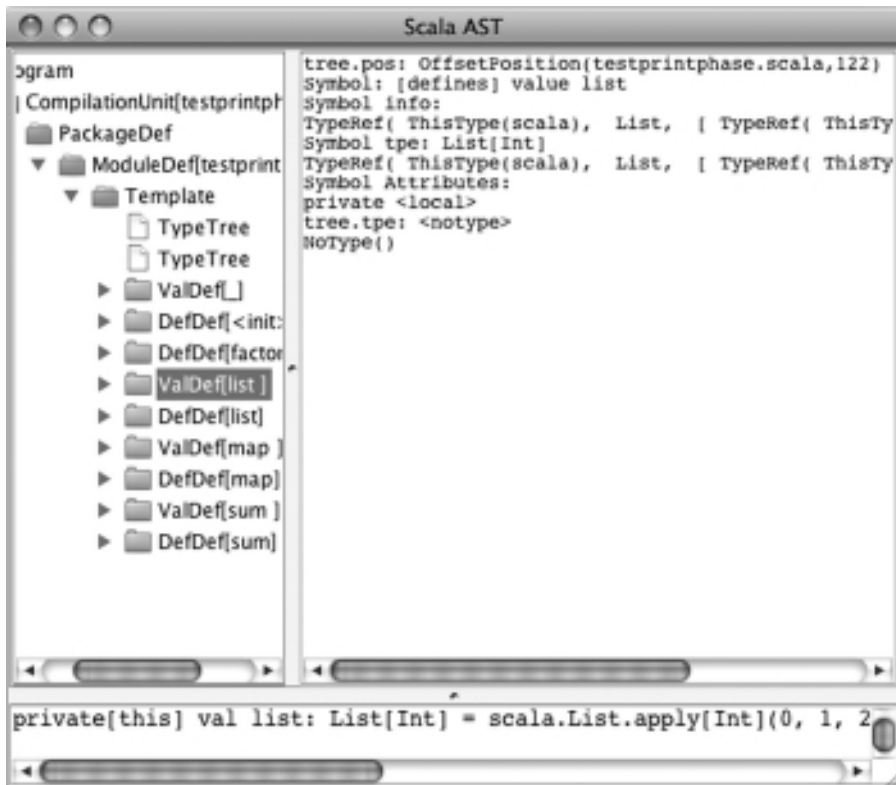 Scala AST
ogram
CompilationUnit[testprintph
PackageDef
ModuleDef[testprint
Template
TypeTree
TypeTree
ValDef[_]
DefDef[<init>
DefDef[factor
ValDef[list ]
DefDef[list]
ValDef[map ]
DefDef[map]
ValDef[sum ]
DefDef[sum]
tree.pos: OffsetPosition(testprintphase.scala,122)
Symbol: [defines] value list
Symbol info:
TypeRef( ThisType(scala), List, [ TypeRef( ThisTy
Symbol tpe: List[Int]
TypeRef( ThisType(scala), List, [ TypeRef( ThisTy
Symbol Attributes:
private <local>
tree.tpe: <notype>
NoType()
private[this] val list: List[Int] = scala.List.apply[Int](0, 1, 2